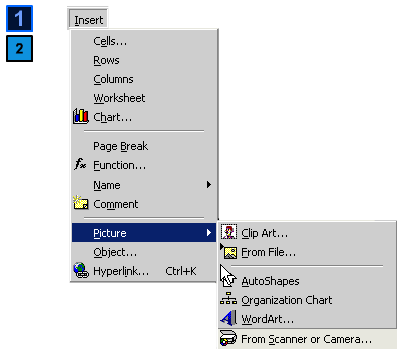 1
2
Insert
Cells...
Rows
Columns
Worksheet
Chart...
Page Break
fx Function...
Name
Comment
Picture
Object...
Hyperlink... Ctrl+K
Clip Art...
From File...
AutoShapes
Organization Chart
WordArt...
From Scanner or Camera...